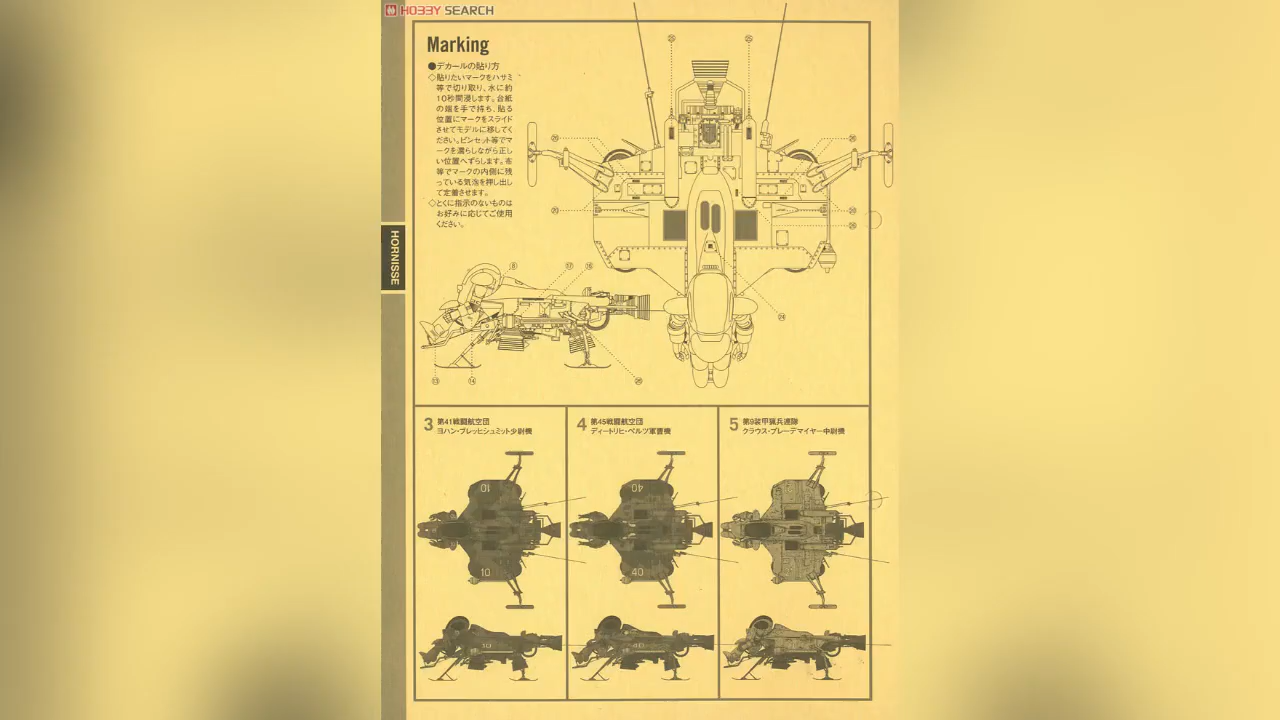 HOBBY SEARCH
Marking
●デカールの貼り方
◇貼りたいマークをハサミ
等で切り取り、水に約
10秒間浸します。台紙
の端を手で持ち、貼る
位置にマークをスライド
させてモデルに移してく
ださい。ピンセット等でマ
ークを濡らしながら正し
い位置へずらします。布
等でマークの内側に残
っている気泡を押し出し
て定着させます。
◇とくに指示のないものは
お好みに応じてご使用
ください。
HORNISSE
3 第41戦闘航空団
ヨハン・ブレッヒシュミット少尉機
4 第45戦闘航空団
ディートリヒ・ペルツ軍曹機
5 第9装甲猟兵連隊
クラウス・ブレーデマイヤー中尉機
10
40
10
40
10
40